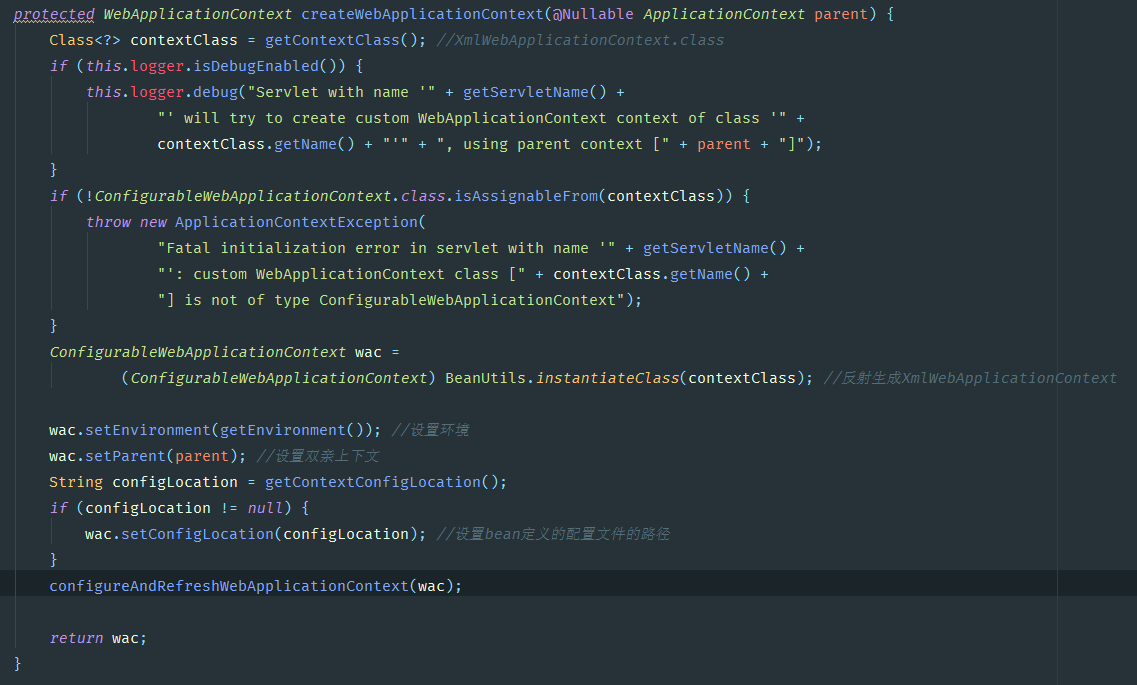 protected WebApplicationContext createWebApplicationContext(@Nullable ApplicationContext parent) {
    Class<?> contextClass = getContextClass(); //XmlWebApplicationContext.class
    if (this.logger.isDebugEnabled()) {
        this.logger.debug("Servlet with name '" + getServletName() +
                "' will try to create custom WebApplicationContext context of class '" +
                contextClass.getName() + "'" + ", using parent context [" + parent + "]");
    }
    if (!ConfigurableWebApplicationContext.class.isAssignableFrom(contextClass)) {
        throw new ApplicationContextException(
                "Fatal initialization error in servlet with name '" + getServletName() +
                "': custom WebApplicationContext class [" + contextClass.getName() +
                "] is not of type ConfigurableWebApplicationContext");
    }
    ConfigurableWebApplicationContext wac =
            (ConfigurableWebApplicationContext) BeanUtils.instantiateClass(contextClass); //反射生成XmlWebApplicationContext

    wac.setEnvironment(getEnvironment()); //设置环境
    wac.setParent(parent); //设置双亲上下文
    String configLocation = getContextConfigLocation();
    if (configLocation != null) {
        wac.setConfigLocation(configLocation); //设置bean定义的配置文件的路径
    }
    configureAndRefreshWebApplicationContext(wac);

    return wac;
}